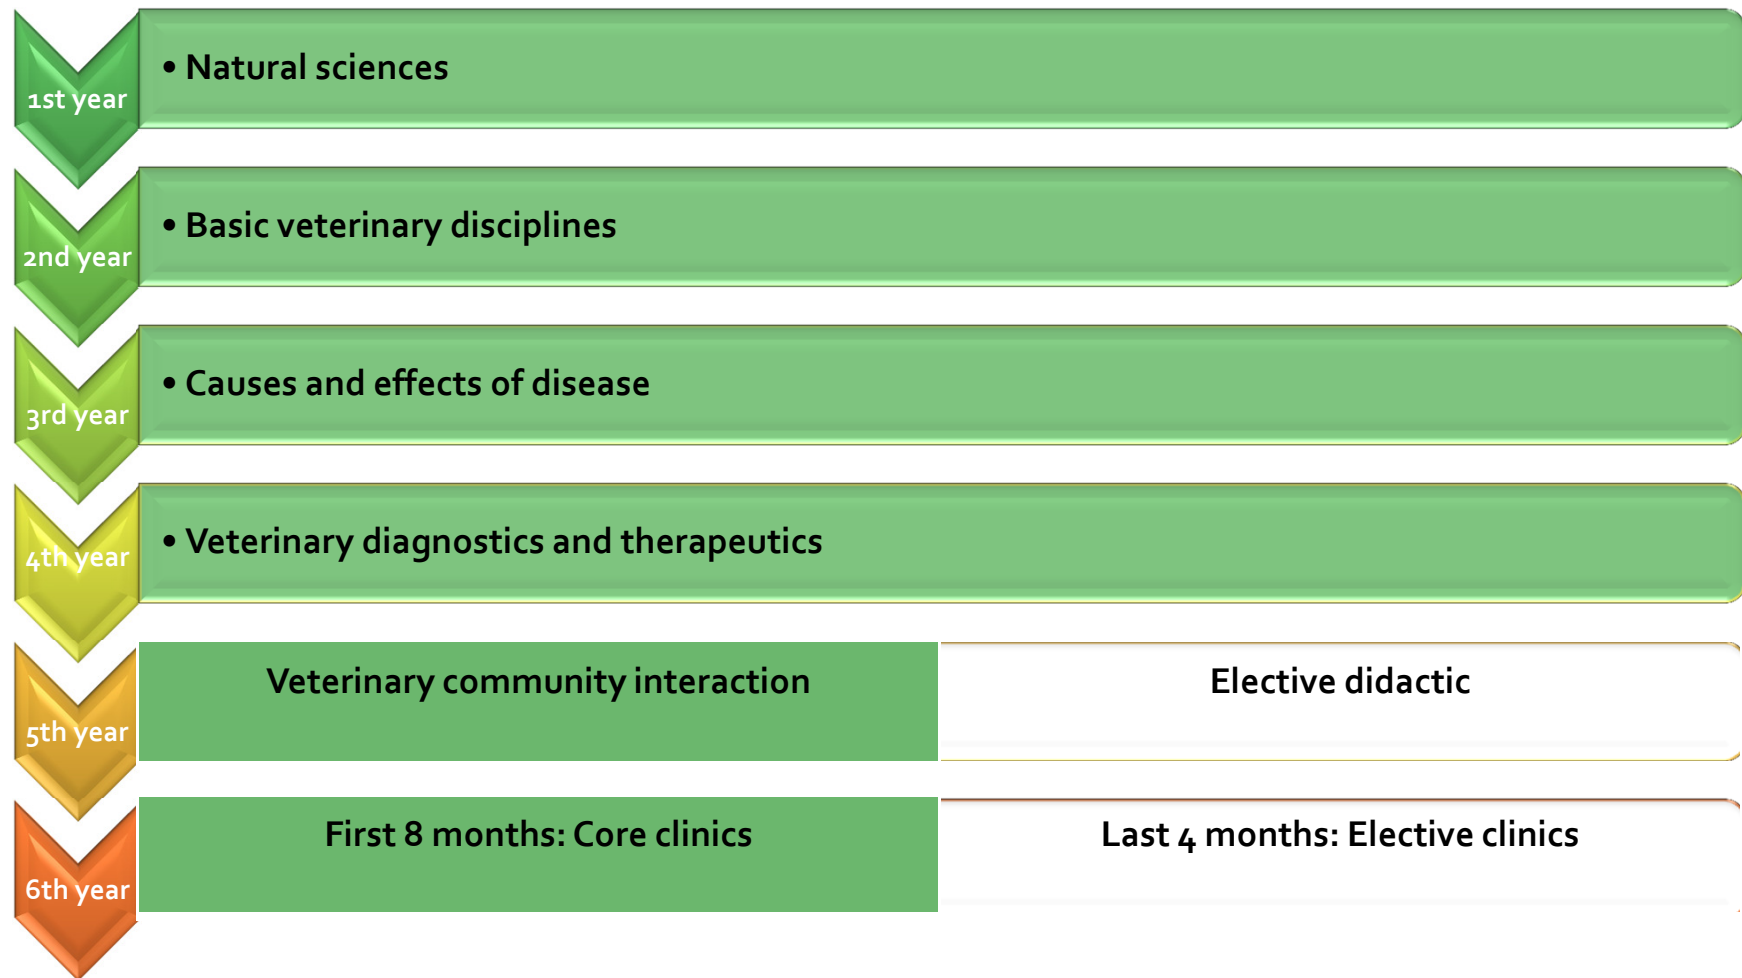 1st year
• Natural sciences
2nd year
• Basic veterinary disciplines
3rd year
• Causes and effects of disease
4th year
• Veterinary diagnostics and therapeutics
5th year
Veterinary community interaction
Elective didactic
6th year
First 8 months: Core clinics
Last 4 months: Elective clinics